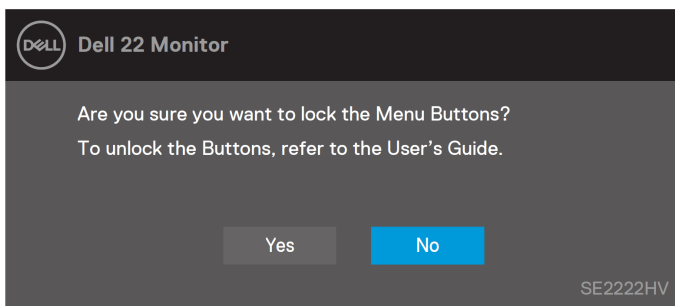 DELL
Dell 22 Monitor
Are you sure you want to lock the Menu Buttons?
To unlock the Buttons, refer to the User’s Guide.
Yes No
SE2222HV